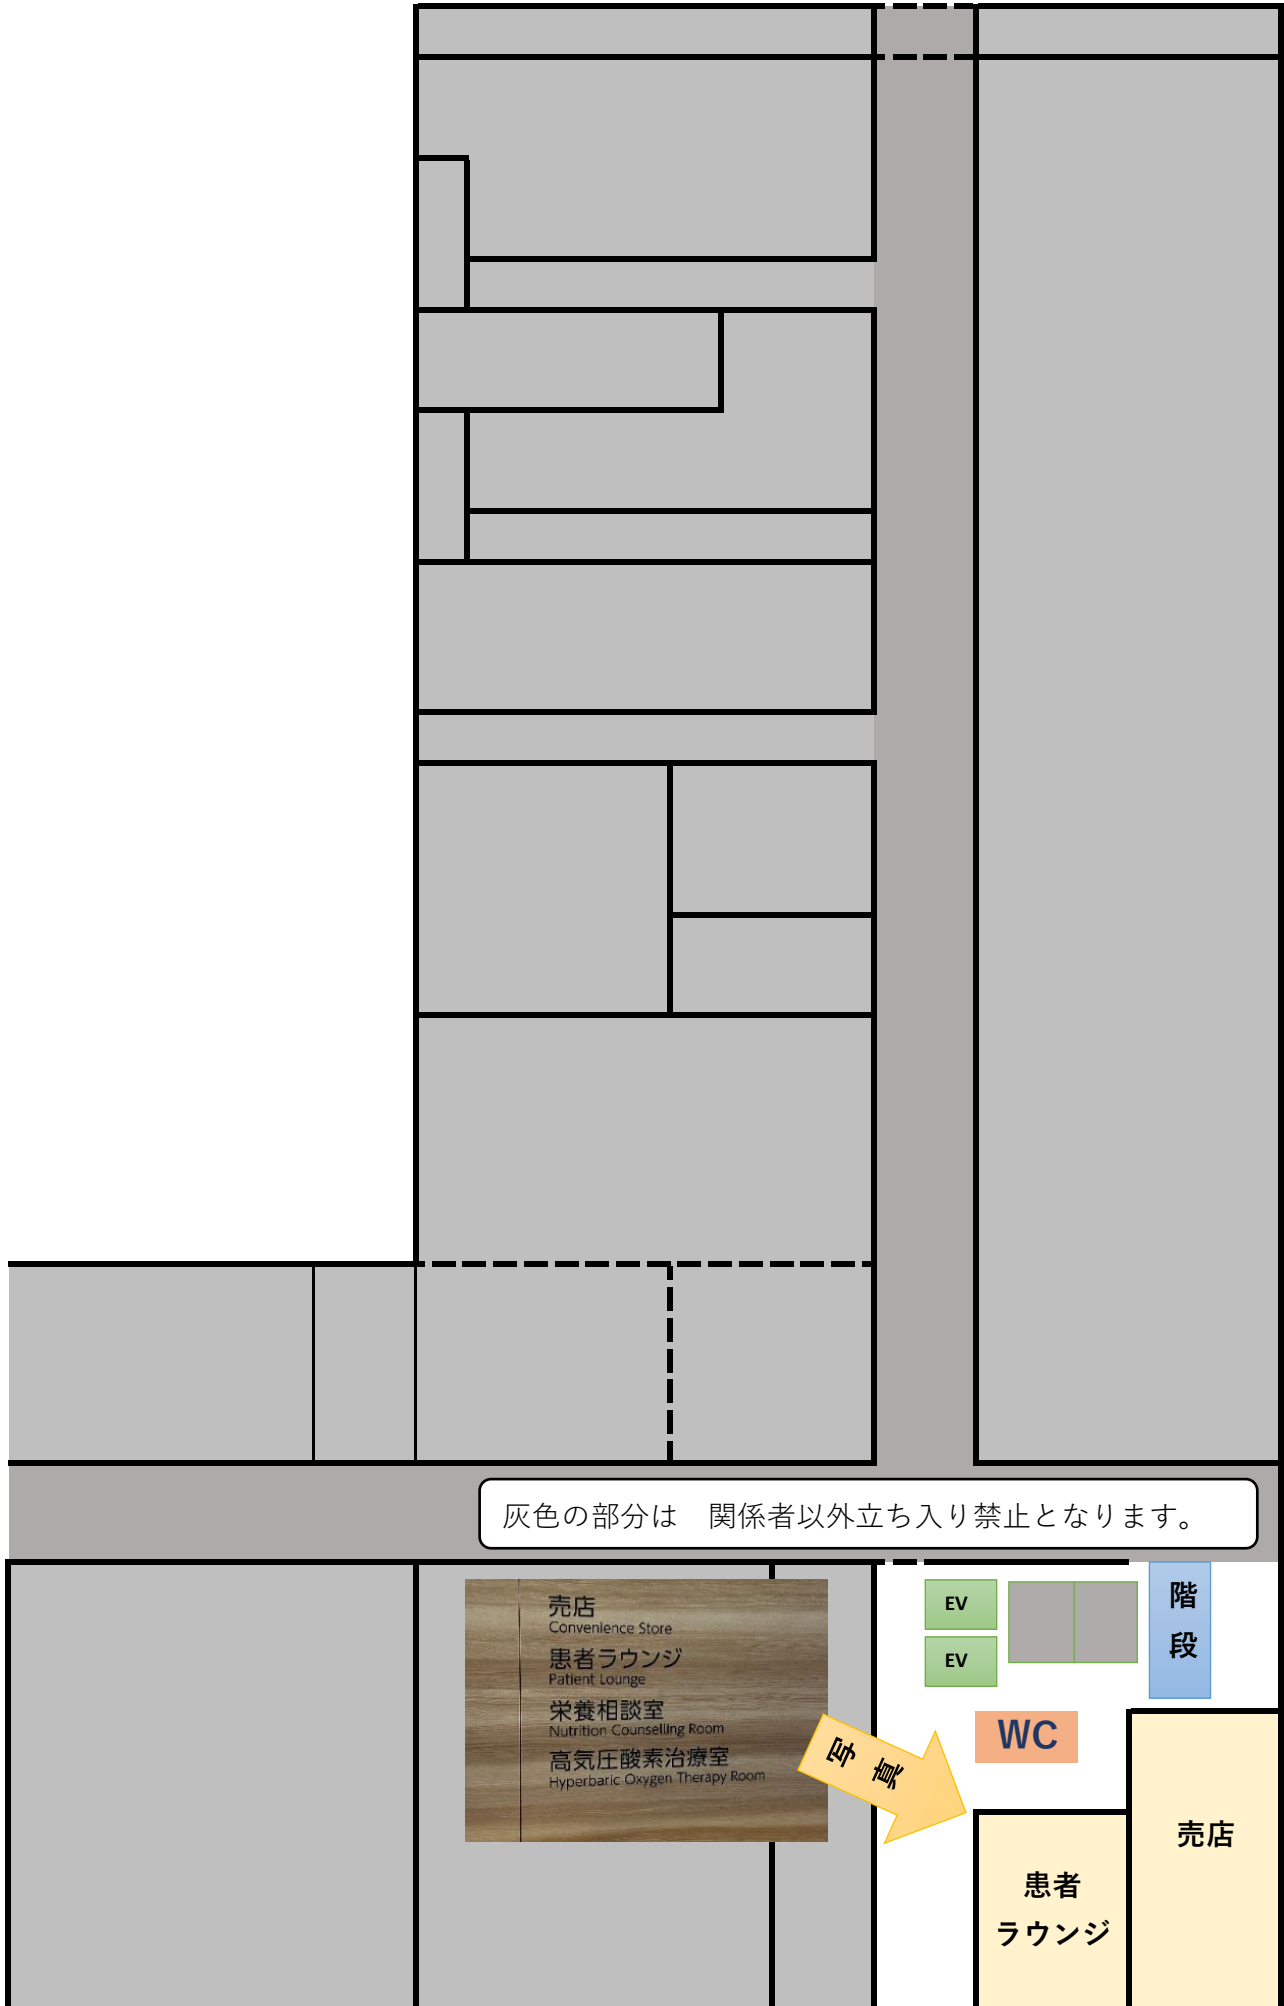 灰色の部分は　関係者以外立ち入り禁止となります。
売店
Convenience Store
患者ラウンジ
Patient Lounge
栄養相談室
Nutrition Counselling Room
高気圧酸素治療室
Hyperbaric Oxygen Therapy Room
写真
EV
EV
階
段
WC
売店
患者
ラウンジ